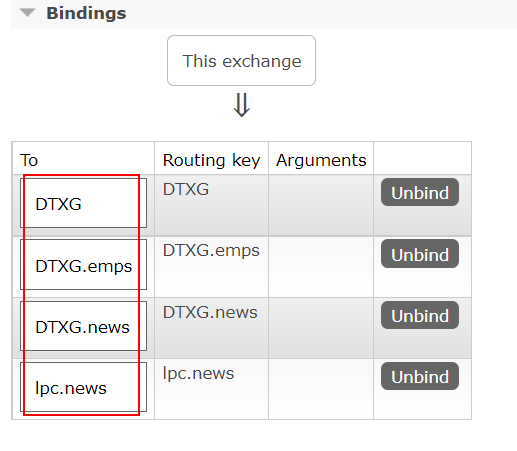 Bindings
This exchange
⇓
To Routing key Arguments
DTXG DTXG Unbind
DTXG.emps DTXG.emps Unbind
DTXG.news DTXG.news Unbind
lpc.news lpc.news Unbind